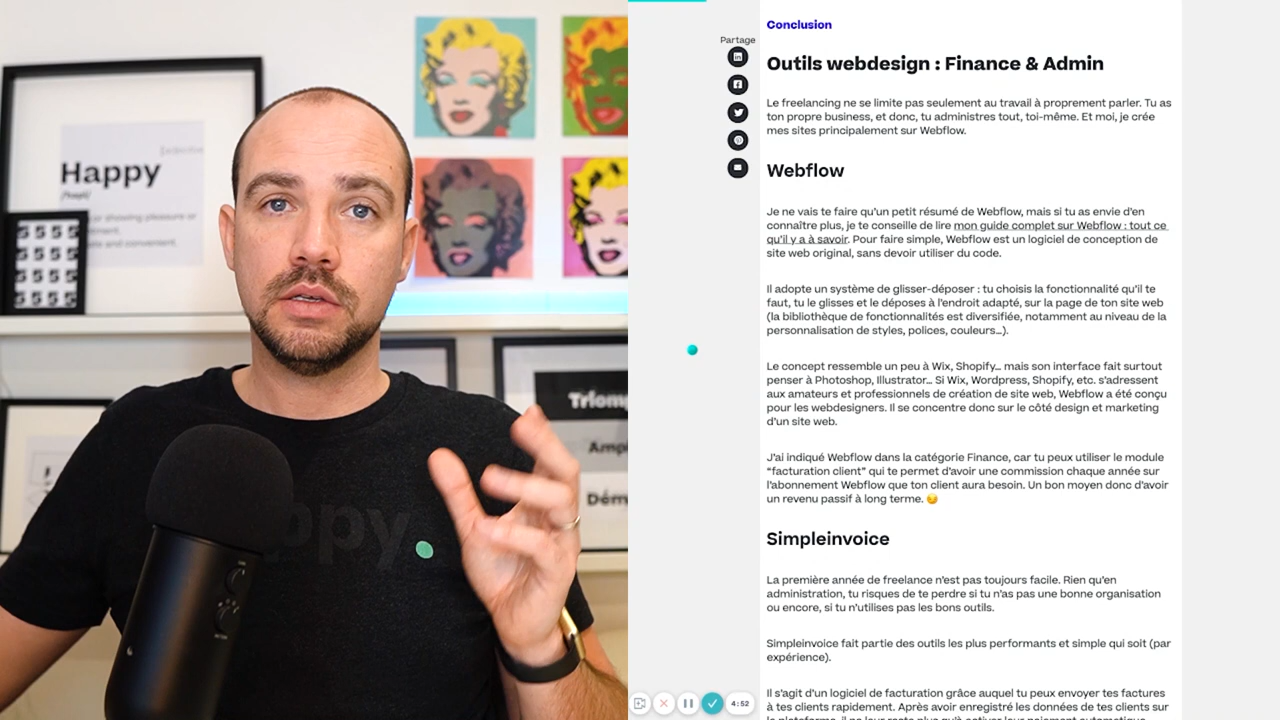 Happy
or showing pleasure or
and convenient.
ppy.
Triomp
Ampl
Dém
Partage
Conclusion
Outils webdesign : Finance & Admin
Le freelancing ne se limite pas seulement au travail à proprement parler. Tu as
ton propre business, et donc, tu administres tout, toi-même. Et moi, je crée
mes sites principalement sur Webflow.
Webflow
Je ne vais te faire qu'un petit résumé de Webflow, mais si tu as envie d'en
connaître plus, je te conseille de lire mon guide complet sur Webflow : tout ce
qu'il y a à savoir. Pour faire simple, Webflow est un logiciel de conception de
site web original, sans devoir utiliser du code.
Il adopte un système de glisser-déposer : tu choisis la fonctionnalité qu'il te
faut, tu le glisses et le déposes à l'endroit adapté, sur la page de ton site web
(la bibliothèque de fonctionnalités est diversifiée, notamment au niveau de la
personnalisation de styles, polices, couleurs…).
Le concept ressemble un peu à Wix, Shopify… mais son interface fait surtout
penser à Photoshop, Illustrator… Si Wix, Wordpress, Shopify, etc. s'adressent
aux amateurs et professionnels de création de site web, Webflow a été conçu
pour les webdesigners. Il se concentre donc sur le côté design et marketing
d'un site web.
J'ai indiqué Webflow dans la catégorie Finance, car tu peux utiliser le module
“facturation client” qui te permet d'avoir une commission chaque année sur
l'abonnement Webflow que ton client aura besoin. Un bon moyen donc d'avoir
un revenu passif à long terme. 😏
Simpleinvoice
La première année de freelance n'est pas toujours facile. Rien qu'en
administration, tu risques de te perdre si tu n'as pas une bonne organisation
ou encore, si tu n'utilises pas les bons outils.
Simpleinvoice fait partie des outils les plus performants et simple qui soit (par
expérience).
Il s'agit d'un logiciel de facturation grâce auquel tu peux envoyer tes factures
à tes clients rapidement. Après avoir enregistré les données de tes clients sur
4:52